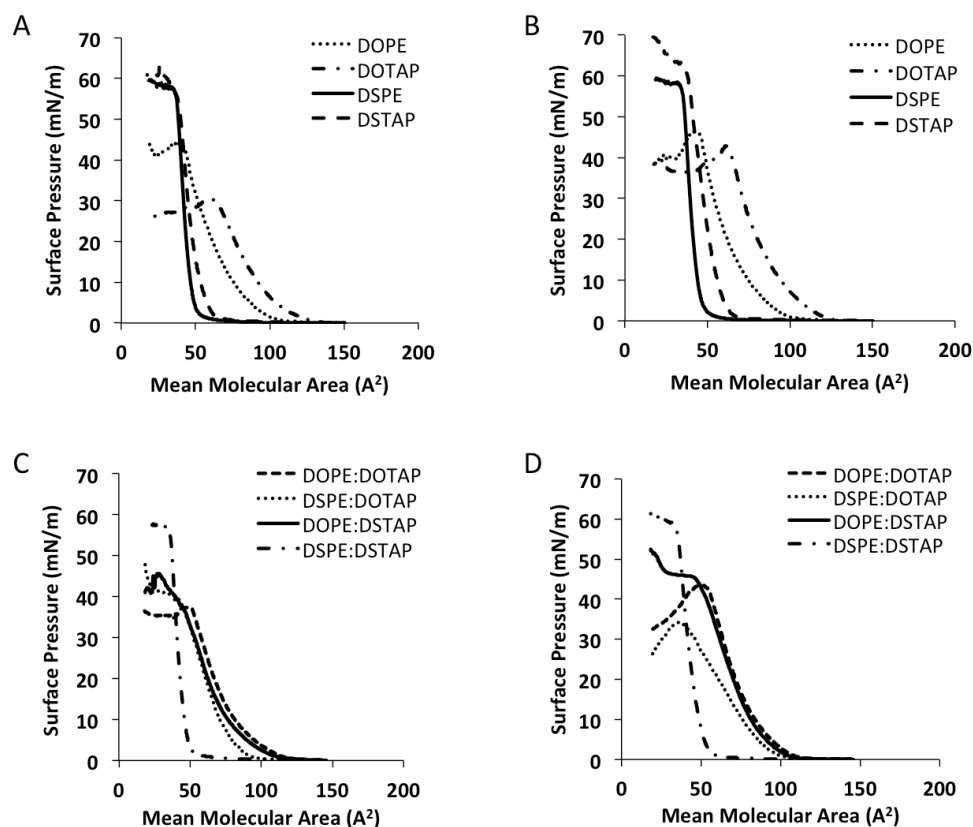 A
70
60
50
40
30
20
10
0
Surface Pressure (mN/m)
0 50 100 150 200
Mean Molecular Area (A²)
DOPE
DOTAP
DSPE
DSTAP
B
70
60
50
40
30
20
10
0
Surface Pressure (mN/m)
0 50 100 150 200
Mean Molecular Area (A²)
DOPE
DOTAP
DSPE
DSTAP
C
70
60
50
40
30
20
10
0
Surface Pressure (mN/m)
0 50 100 150 200
Mean Molecular Area (A²)
DOPE:DOTAP
DSPE:DOTAP
DOPE:DSTAP
DSPE:DSTAP
D
70
60
50
40
30
20
10
0
Surface Pressure (mN/m)
0 50 100 150 200
Mean Molecular Area (A²)
DOPE:DOTAP
DSPE:DOTAP
DOPE:DSTAP
DSPE:DSTAP